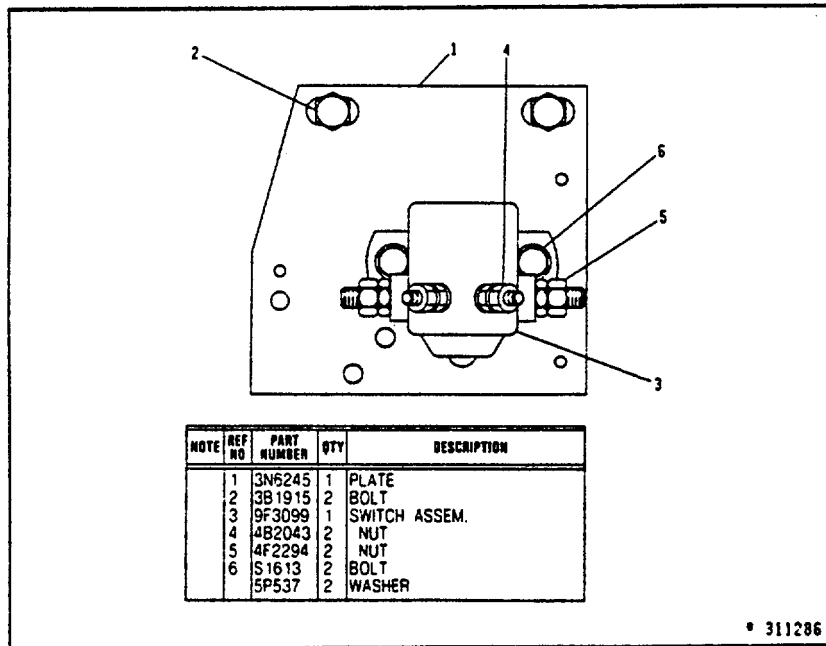 2
1
4
6
5
3
NOTE REF NO PART NUMBER QTY DESCRIPTION
1 3N6245 1 PLATE
2 3B1915 2 BOLT
3 9F3099 1 SWITCH ASSEM.
4 4B2043 2 NUT
5 4F2294 2 NUT
6 S1613 2 BOLT
5P537 2 WASHER
* 311286